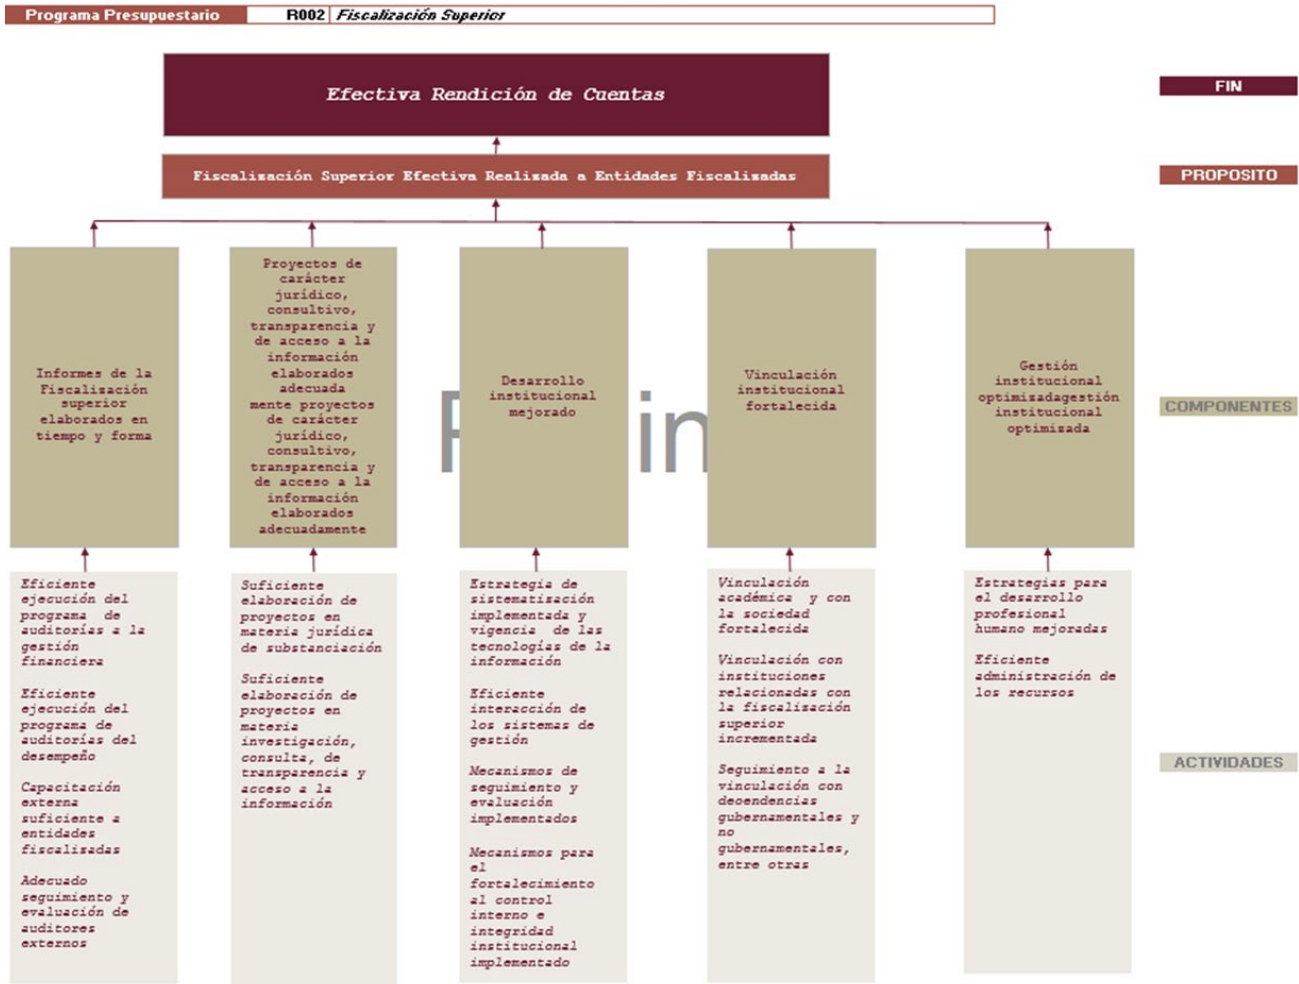 Programa Presupuestario R002 Fiscalización Superior
Efectiva Rendición de Cuentas
FIN
Fiscalización Superior Efectiva Realizada a Entidades Fiscalizadas
PROPOSITO
Informes de la
Fiscalización
superior
elaborados en
tiempo y forma
Proyectos de
carácter
jurídico,
consultivo,
transparencia y
de acceso a la
información
elaborados
adecuada
mente proyectos
de carácter
jurídico,
consultivo,
transparencia y
de acceso a la
información
elaborados
adecuadamente
Desarrollo
institucional
mejorado
Vinculación
institucional
fortalecida
Gestión
institucional
optimizadagestión
institucional
optimizada
COMPONENTES
Eficiente
ejecución del
programa de
auditorías a la
gestión
financiera
Eficiente
ejecución del
programa de
auditorías del
desempeño
Capacitación
externa
suficiente a
entidades
fiscalizadas
Adecuado
seguimiento y
evaluación de
auditores
externos
Suficiente
elaboración de
proyectos en
materia jurídica
de substanciación
Suficiente
elaboración de
proyectos en
materia
investigación,
consulta, de
transparencia y
acceso a la
información
Estrategia de
sistematización
implementada y
vigencia de las
tecnologías de la
información
Eficiente
interacción de
los sistemas de
gestión
Mecanismos de
seguimiento y
evaluación
implementados
Mecanismos para
el
fortalecimiento
al control
interno e
integridad
institucional
implementado
Vinculación
académica y con
la sociedad
fortalecida
Vinculación con
instituciones
relacionadas con
la fiscalización
superior
incrementada
Seguimiento a la
vinculación con
deoendencias
gubernamentales y
no
gubernamentales,
entre otras
Estrategias para
el desarrollo
profesional
humano mejoradas
Eficiente
administración de
los recursos
ACTIVIDADES